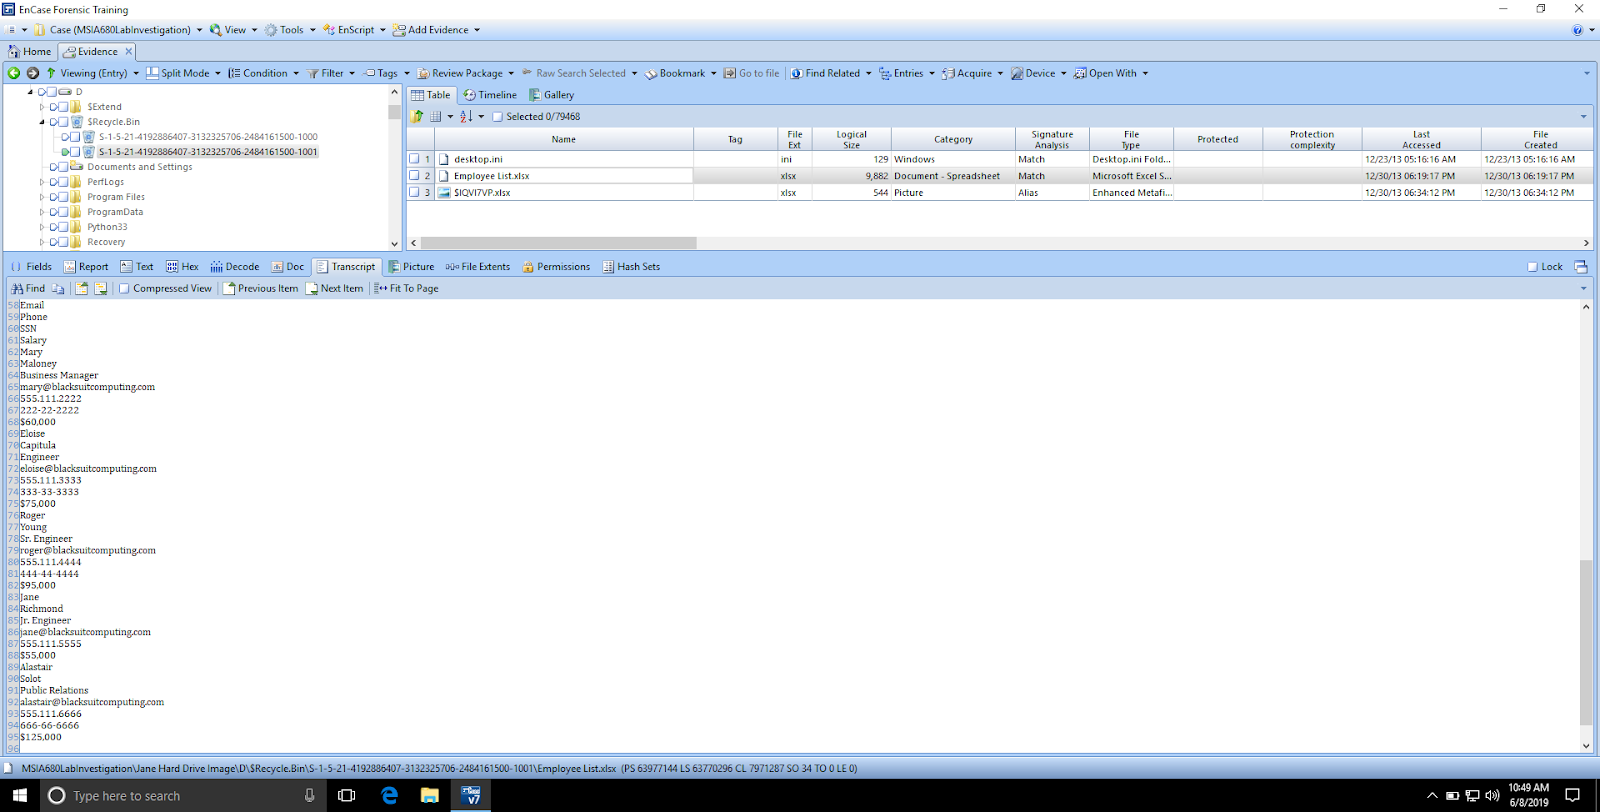 EnCase Forensic Training
Case (MSIA680LabInvestigation) View Tools EnScript Add Evidence
Home Evidence
Viewing (Entry) Split Mode Condition Filter Tags Review Package Raw Search Selected Bookmark Go to file Find Related Entries Acquire Device Open With
D
$Extend
$Recycle.Bin
S-1-5-21-4192886407-3132325706-2484161500-1000
S-1-5-21-4192886407-3132325706-2484161500-1001
Documents and Settings
PerfLogs
Program Files
ProgramData
Python33
Recovery
Table Timeline Gallery
Selected 0/79468
Name Tag File Ext Logical Size Category Signature Analysis File Type Protected Protection complexity Last Accessed File Created
1 desktop.ini ini 129 Windows Match Desktop.ini Fold... 12/23/13 05:16:16 AM 12/23/13 05:16:16 AM
2 Employee List.xlsx xlsx 9,882 Document - Spreadsheet Match Microsoft Excel S... 12/30/13 06:19:17 PM 12/30/13 06:19:17 PM
3 $IQVI7VP.xlsx xlsx 544 Picture Alias Enhanced Metafi... 12/30/13 06:34:12 PM 12/30/13 06:34:12 PM
Fields Report Text Hex Decode Doc Transcript Picture File Extents Permissions Hash Sets Lock
Find Compressed View Previous Item Next Item Fit To Page
58 Email
59 Phone
60 SSN
61 Salary
62 Mary
63 Maloney
64 Business Manager
65 mary@blacksuitcomputing.com
66 555.111.2222
67 222-22-2222
68 $60,000
69 Eloise
70 Capitula
71 Engineer
72 eloise@blacksuitcomputing.com
73 555.111.3333
74 333-33-3333
75 $75,000
76 Roger
77 Young
78 Sr. Engineer
79 roger@blacksuitcomputing.com
80 555.111.4444
81 444-44-4444
82 $95,000
83 Jane
84 Richmond
85 Jr. Engineer
86 jane@blacksuitcomputing.com
87 555.111.5555
88 $55,000
89 Alastair
90 Solot
91 Public Relations
92 alastair@blacksuitcomputing.com
93 555.111.6666
94 666-66-6666
95 $125,000
96
MSIA680LabInvestigation\Jane Hard Drive Image\D\$Recycle.Bin\S-1-5-21-4192886407-3132325706-2484161500-1001\Employee List.xlsx (PS 63977144 LS 63770296 CL 7971287 SO 34 TO 0 LE 0)
Type here to search
v7
10:49 AM
6/8/2019